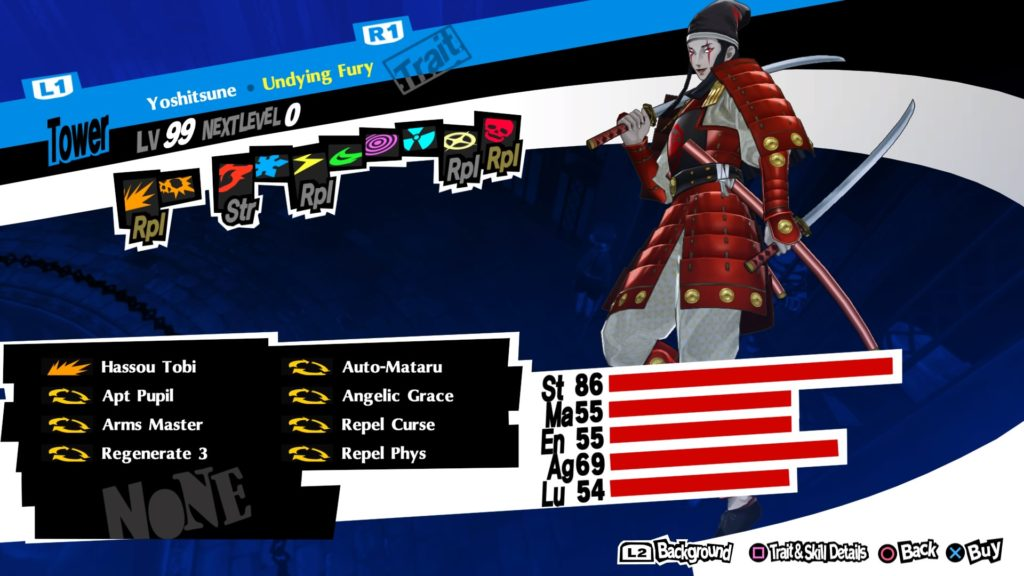 R1
L1
Yoshitsune • Undying Fury
Trait
Tower
LV 99 NEXT LEVEL 0
Rpl Str Rpl Rpl Rpl
Hassou Tobi
Apt Pupil
Arms Master
Regenerate 3
Auto-Mataru
Angelic Grace
Repel Curse
Repel Phys
NONE
St 86
Ma 55
En 55
Ag 69
Lu 54
L2 Background Trait & Skill Details Back Buy